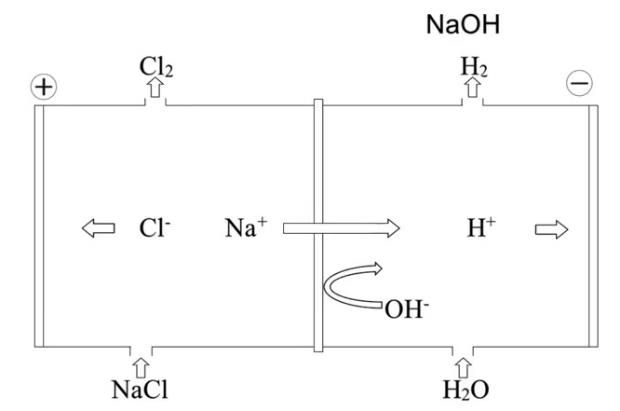 NaOH
Cl₂ H₂
+ −
Cl⁻ Na⁺ H⁺
OH⁻
NaCl H₂O